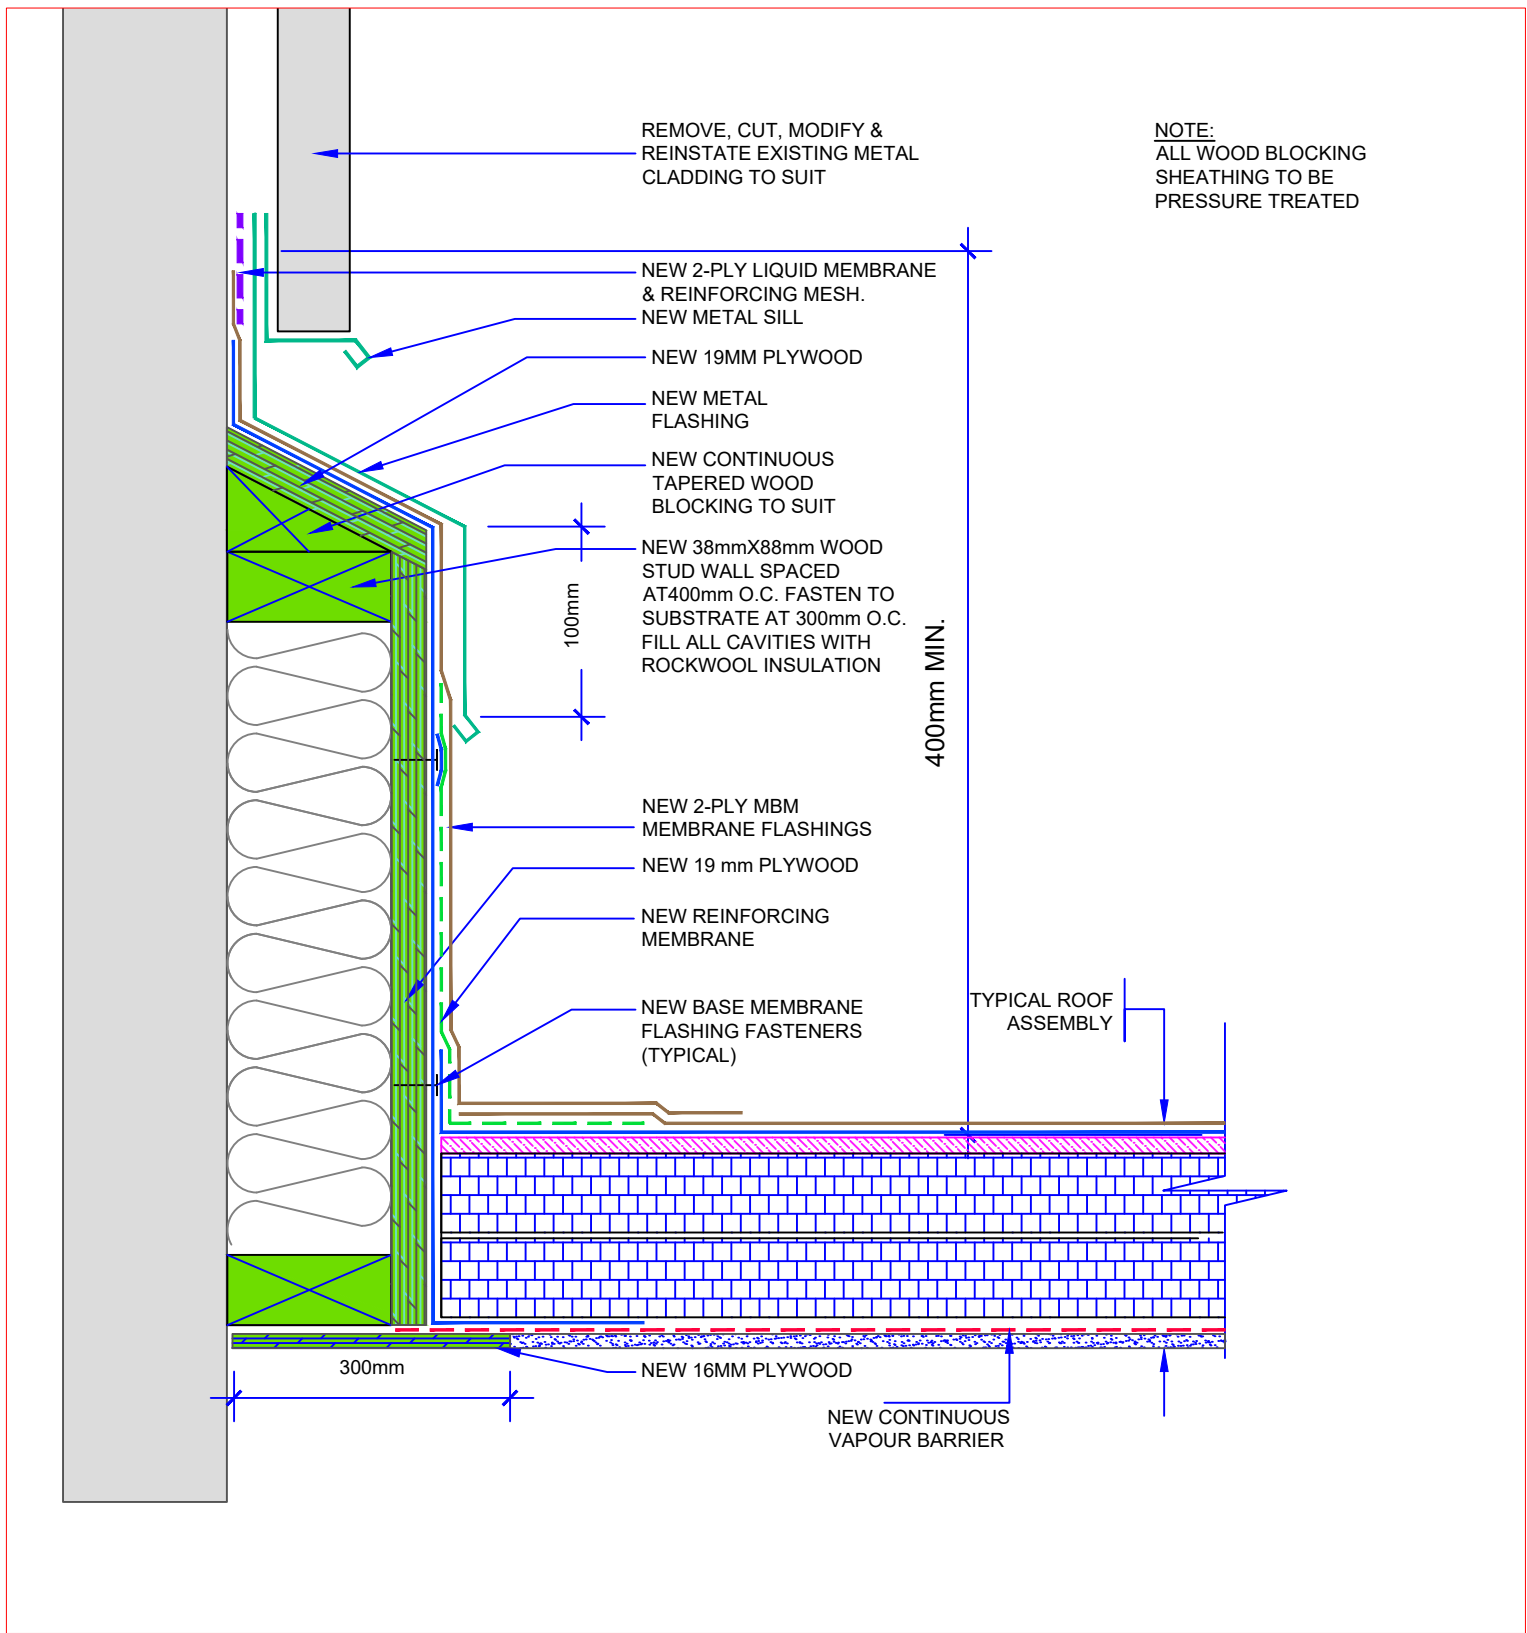 REMOVE, CUT, MODIFY &
REINSTATE EXISTING METAL
CLADDING TO SUIT
NOTE:
ALL WOOD BLOCKING
SHEATHING TO BE
PRESSURE TREATED
NEW 2-PLY LIQUID MEMBRANE
& REINFORCING MESH.
NEW METAL SILL
NEW 19MM PLYWOOD
NEW METAL
FLASHING
NEW CONTINUOUS
TAPERED WOOD
BLOCKING TO SUIT
NEW 38mmX88mm WOOD
STUD WALL SPACED
AT400mm O.C. FASTEN TO
SUBSTRATE AT 300mm O.C.
FILL ALL CAVITIES WITH
ROCKWOOL INSULATION
100mm
400mm MIN.
NEW 2-PLY MBM
MEMBRANE FLASHINGS
NEW 19 mm PLYWOOD
NEW REINFORCING
MEMBRANE
NEW BASE MEMBRANE
FLASHING FASTENERS
(TYPICAL)
TYPICAL ROOF
ASSEMBLY
300mm
NEW 16MM PLYWOOD
NEW CONTINUOUS
VAPOUR BARRIER